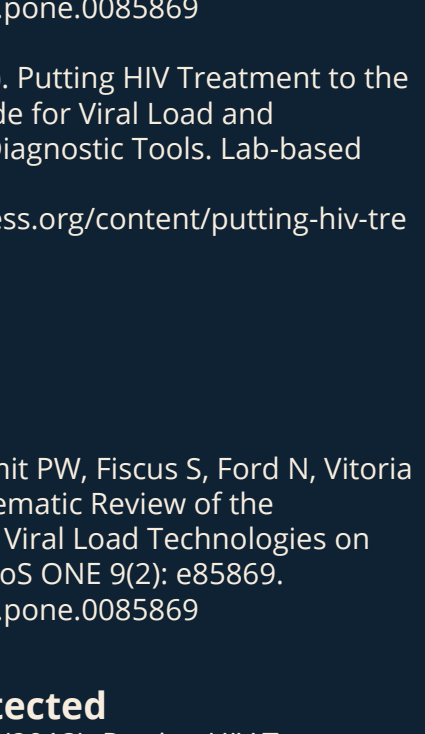 .pone.0085869
). Putting HIV Treatment to the
de for Viral Load and
Diagnostic Tools. Lab-based
ess.org/content/putting-hiv-tre
nit PW, Fiscus S, Ford N, Vitoria
ematic Review of the
Viral Load Technologies on
oS ONE 9(2): e85869.
.pone.0085869
tected